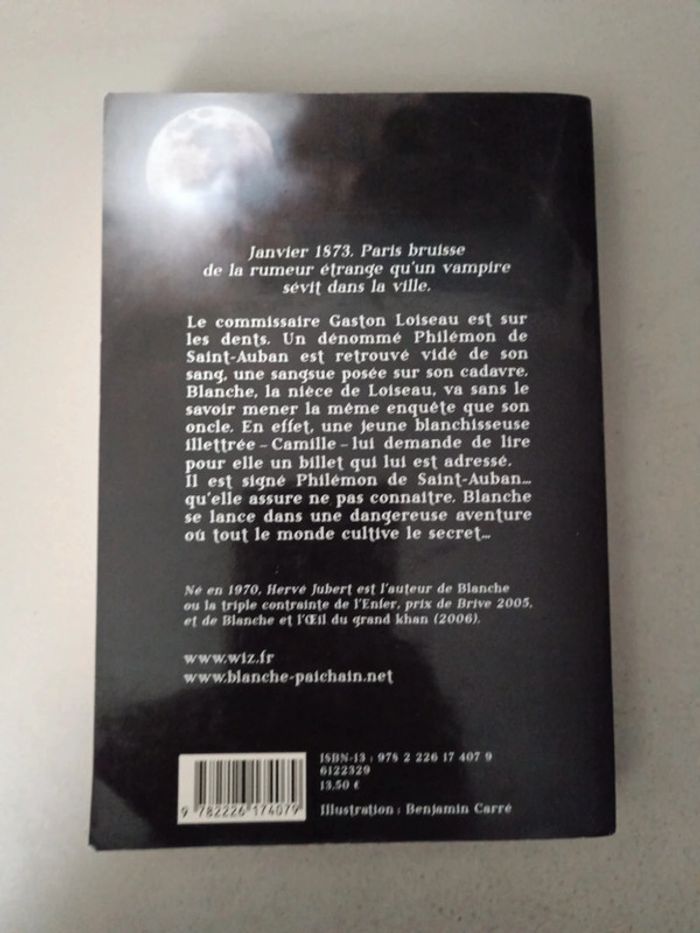 Janvier 1873. Paris bruisse
de la rumeur étrange qu'un vampire
sévit dans la ville.
Le commissaire Gaston Loiseau est sur
les dents. Un dénommé Philémon de
Saint-Auban est retrouvé vidé de son
sang, une sangsue posée sur son cadavre.
Blanche, la nièce de Loiseau, va sans le
savoir mener la même enquête que son
oncle. En effet, une jeune blanchisseuse
illettrée – Camille – lui demande de lire
pour elle un billet qui lui est adressé.
Il est signé Philémon de Saint-Auban...
qu'elle assure ne pas connaitre. Blanche
se lance dans une dangereuse aventure
où tout le monde cultive le secret...
Né en 1970, Hervé Jubert est l'auteur de Blanche
ou la triple contrainte de l'Enfer, prix de Brive 2005,
et de Blanche et l'Œil du grand khan (2006).
www.wiz.fr
www.blanche-paichain.net
ISBN-13 : 978 2 226 17 407 9
6122329
13,50 €
9 782226 174079
Illustration : Benjamin Carré